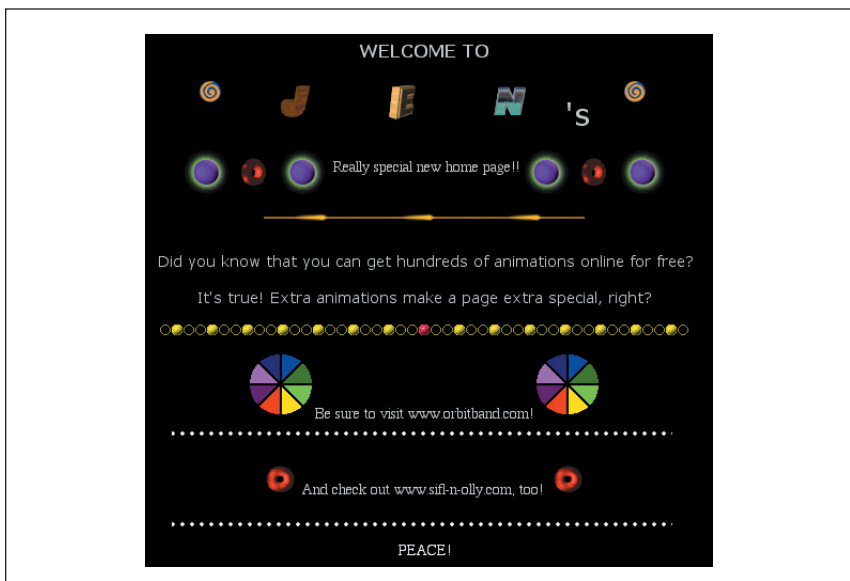 WELCOME TO
J E N 's
Really special new home page!!
Did you know that you can get hundreds of animations online for free?
It's true! Extra animations make a page extra special, right?
Be sure to visit www.orbitband.com!
And check out www.sifl-n-olly.com, too!
PEACE!